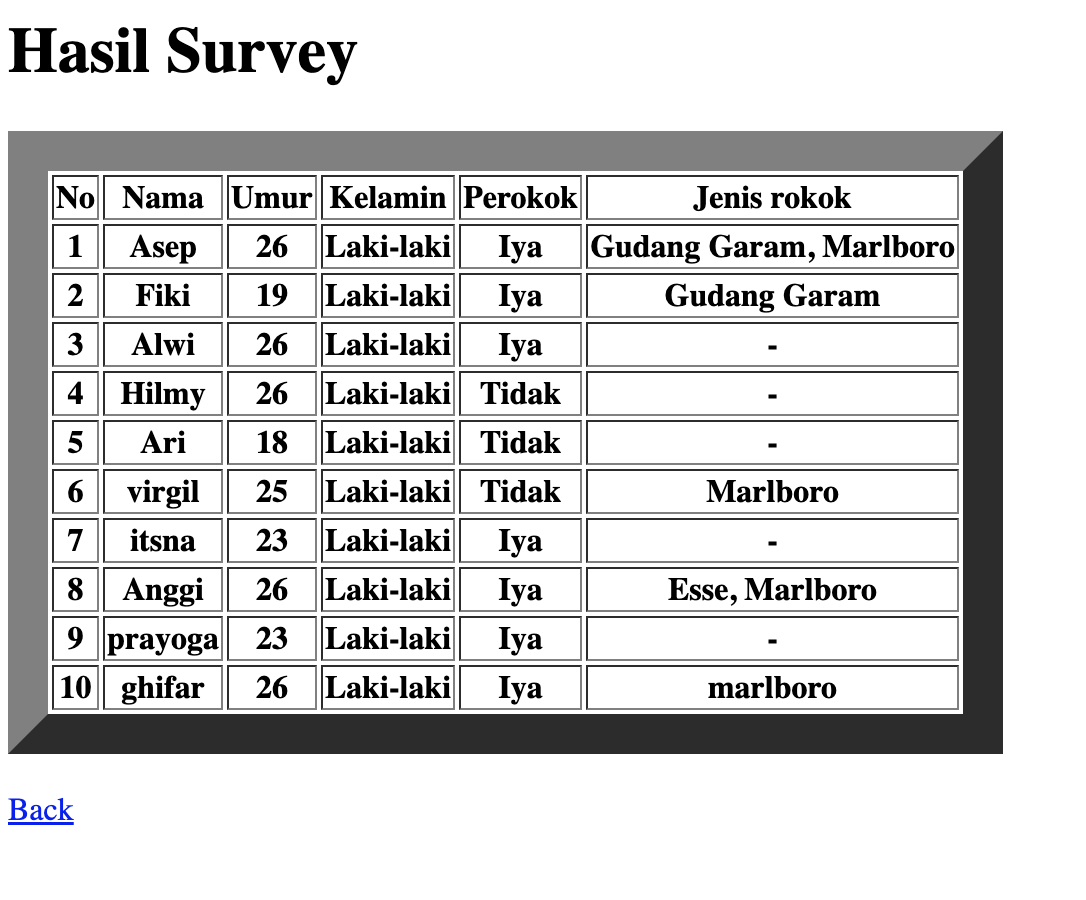 Hasil Survey
No Nama Umur Kelamin Perokok Jenis rokok
1 Asep 26 Laki-laki Iya Gudang Garam, Marlboro
2 Fiki 19 Laki-laki Iya Gudang Garam
3 Alwi 26 Laki-laki Iya -
4 Hilmy 26 Laki-laki Tidak -
5 Ari 18 Laki-laki Tidak -
6 virgil 25 Laki-laki Tidak Marlboro
7 itsna 23 Laki-laki Iya -
8 Anggi 26 Laki-laki Iya Esse, Marlboro
9 prayoga 23 Laki-laki Iya -
10 ghifar 26 Laki-laki Iya marlboro
Back